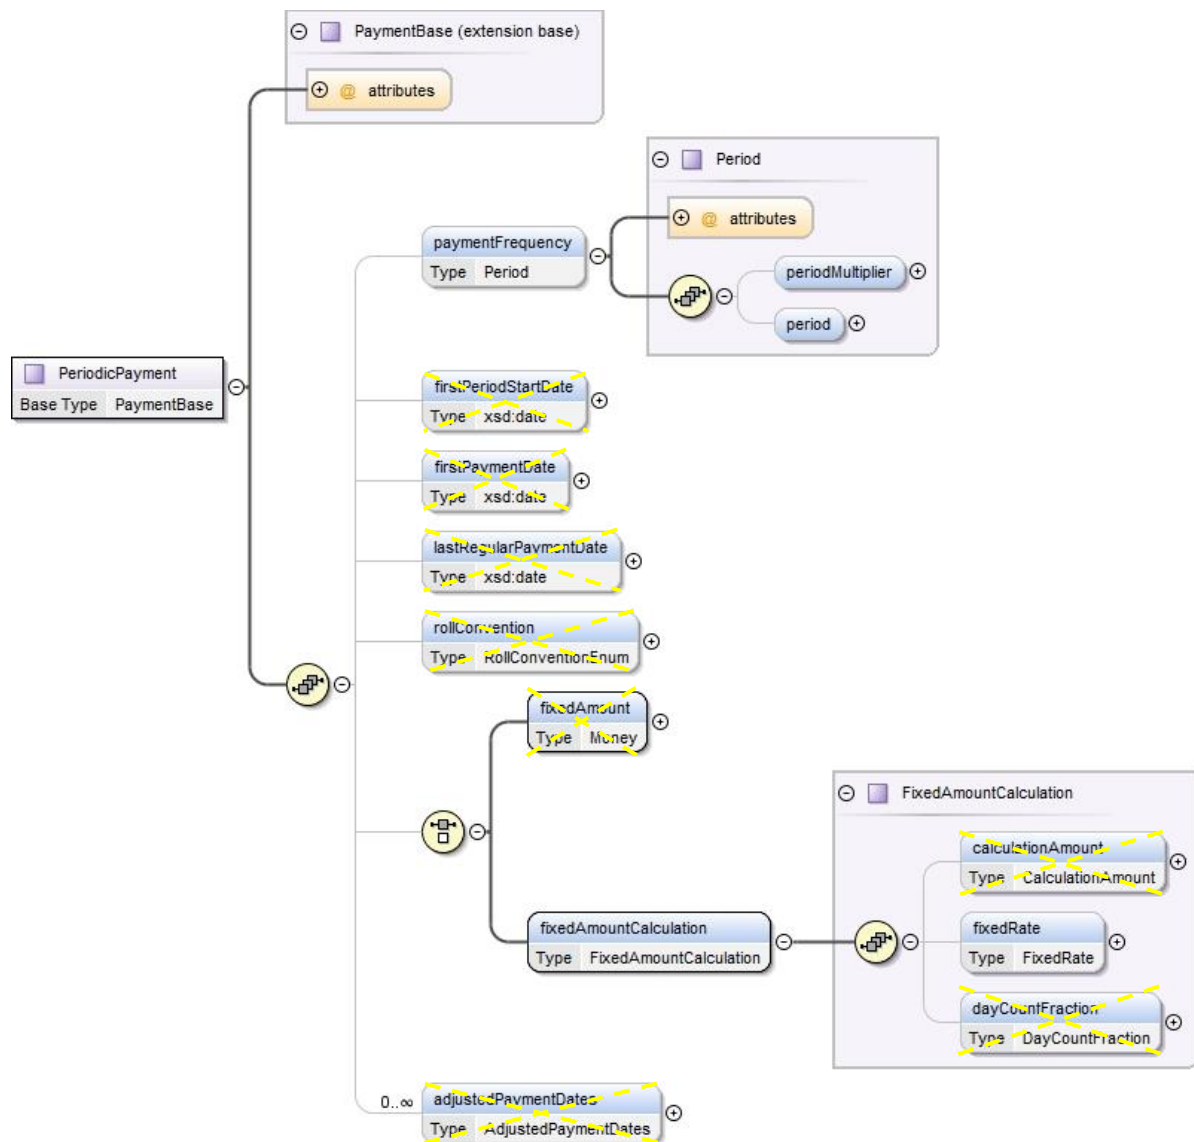 PaymentBase (extension base)
@ attributes
Period
@ attributes
paymentFrequency
Type Period
periodMultiplier
period
PeriodicPayment
Base Type PaymentBase
firstPeriodStartDate
Type xsd:date
firstPaymentDate
Type xsd:date
lastRegularPaymentDate
Type xsd:date
rollConvention
Type RollConventionEnum
fixedAmount
Type Money
FixedAmountCalculation
calculationAmount
Type CalculationAmount
fixedAmountCalculation
Type FixedAmountCalculation
fixedRate
Type FixedRate
dayCountFraction
Type DayCountFraction
0..∞
adjustedPaymentDates
Type AdjustedPaymentDates